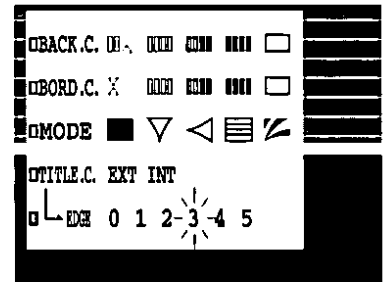 BACK.C.
BORD.C.
MODE
TITLE.C. EXT INT
EDGE 0 1 2-3-4 5